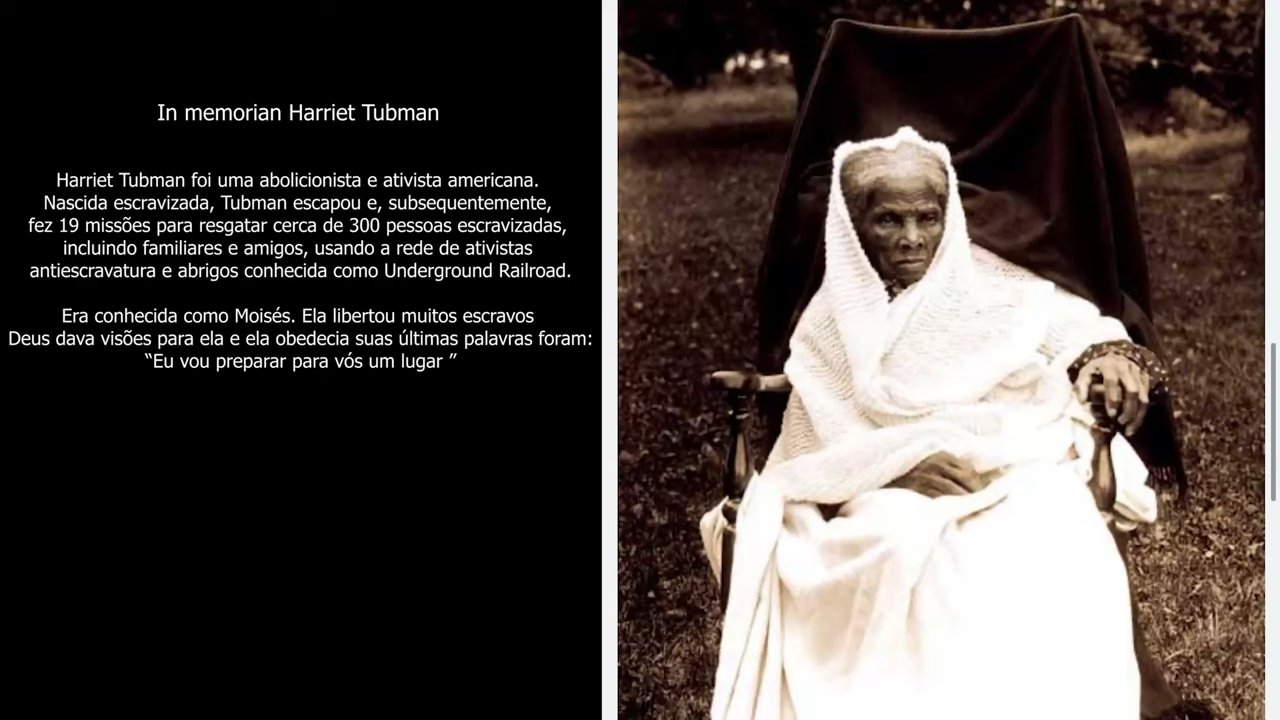 In memorian Harriet Tubman
Harriet Tubman foi uma abolicionista e ativista americana.
Nascida escravizada, Tubman escapou e, subsequentemente,
fez 19 missões para resgatar cerca de 300 pessoas escravizadas,
incluindo familiares e amigos, usando a rede de ativistas
antiescravatura e abrigos conhecida como Underground Railroad.
Era conhecida como Moisés. Ela libertou muitos escravos
Deus dava visões para ela e ela obedecia suas últimas palavras foram:
“Eu vou preparar para vós um lugar ”